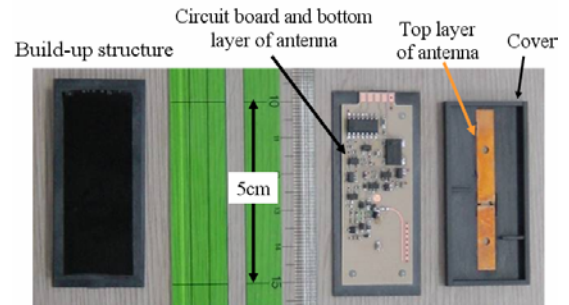 Circuit board and bottom
layer of antenna
Build-up structure
Top layer
of antenna
Cover
5cm
10
15